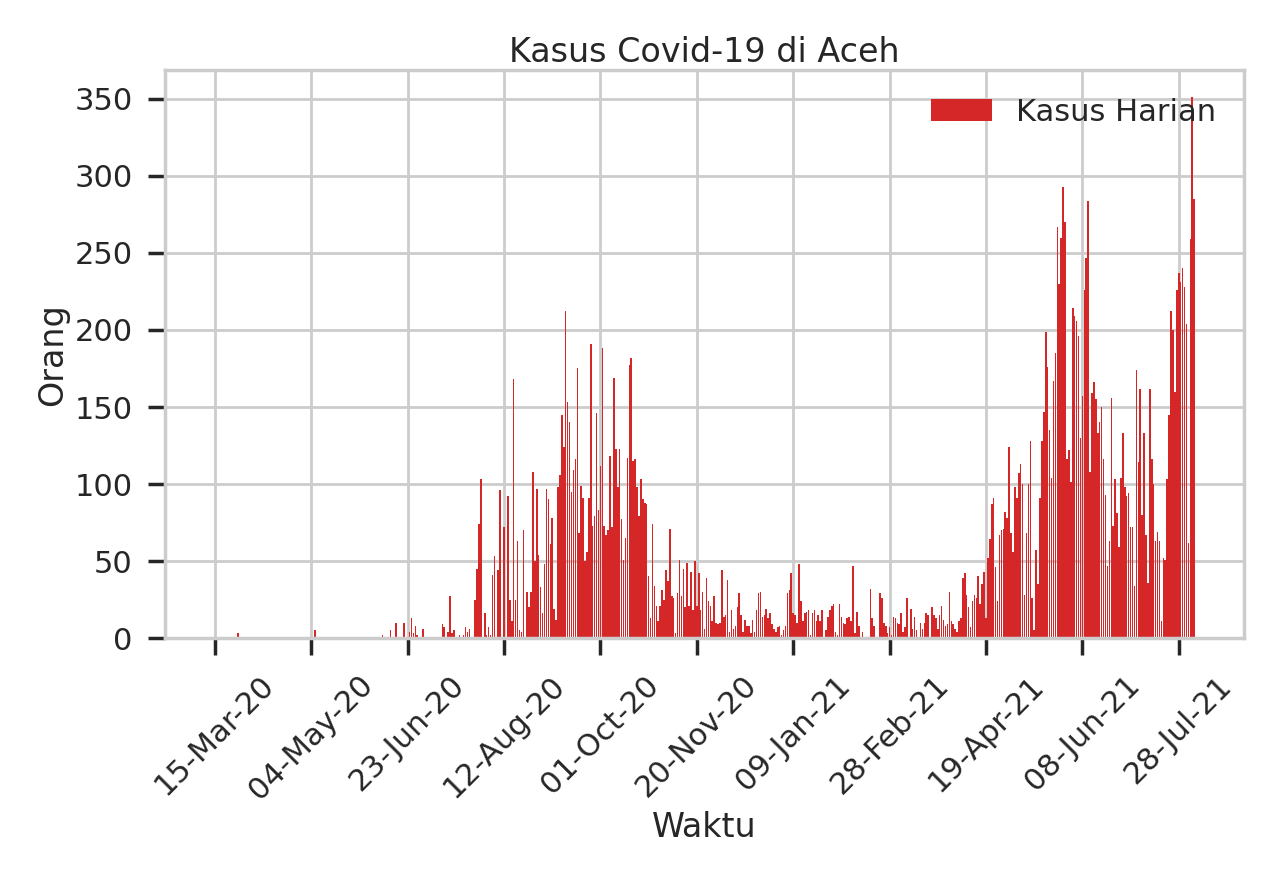 Kasus Covid-19 di Aceh
Kasus Harian
350
300
250
200
150
100
50
0
Orang
15-Mar-20
04-May-20
23-Jun-20
12-Aug-20
01-Oct-20
20-Nov-20
09-Jan-21
28-Feb-21
19-Apr-21
08-Jun-21
28-Jul-21
Waktu